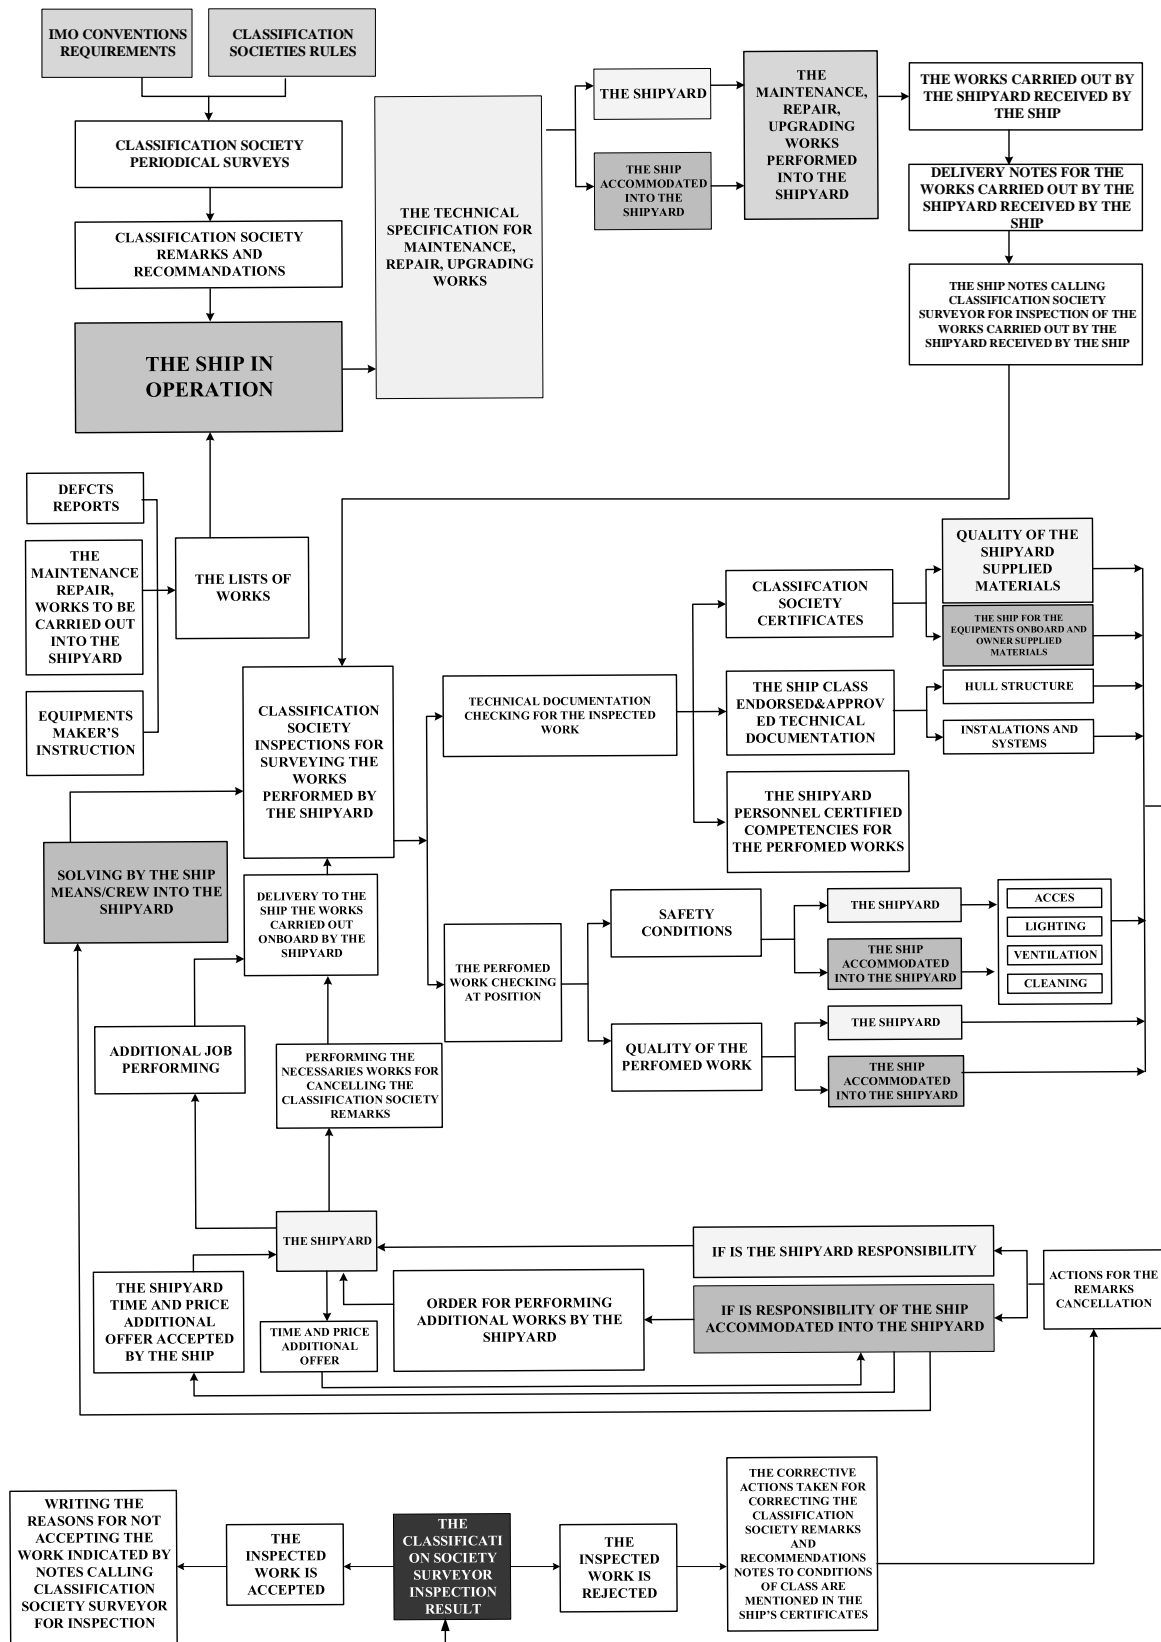 IMO CONVENTIONS
REQUIREMENTS
CLASSIFICATION
SOCIETIES RULES
CLASSIFICATION SOCIETY
PERIODICAL SURVEYS
CLASSIFICATION SOCIETY
REMARKS AND
RECOMMANDATIONS
THE SHIP IN
OPERATION
THE TECHNICAL
SPECIFICATION FOR
MAINTENANCE,
REPAIR, UPGRADING
WORKS
THE SHIPYARD
THE SHIP
ACCOMMODATED
INTO THE
SHIPYARD
THE
MAINTENANCE,
REPAIR,
UPGRADING
WORKS
PERFORMED
INTO THE
SHIPYARD
THE WORKS CARRIED OUT BY
THE SHIPYARD RECEIVED BY
THE SHIP
DELIVERY NOTES FOR THE
WORKS CARRIED OUT BY THE
SHIPYARD RECEIVED BY THE
SHIP
THE SHIP NOTES CALLING
CLASSIFICATION SOCIETY
SURVEYOR FOR INSPECTION OF THE
WORKS CARRIED OUT BY THE
SHIPYARD RECEIVED BY THE SHIP
DEFCTS
REPORTS
THE
MAINTENANCE
REPAIR,
WORKS TO BE
CARRIED OUT
INTO THE
SHIPYARD
EQUIPMENTS
MAKER'S
INSTRUCTION
THE LISTS OF
WORKS
CLASSIFICATION
SOCIETY
INSPECTIONS FOR
SURVEYING THE
WORKS
PERFORMED BY
THE SHIPYARD
TECHNICAL DOCUMENTATION
CHECKING FOR THE INSPECTED
WORK
CLASSIFCATION
SOCIETY
CERTIFICATES
QUALITY OF THE
SHIPYARD
SUPPLIED
MATERIALS
THE SHIP FOR THE
EQUIPMENTS ONBOARD AND
OWNER SUPPLIED
MATERIALS
THE SHIP CLASS
ENDORSED&APPROV
ED TECHNICAL
DOCUMENTATION
HULL STRUCTURE
INSTALATIONS AND
SYSTEMS
THE SHIPYARD
PERSONNEL CERTIFIED
COMPETENCIES FOR
THE PERFOMED WORKS
SOLVING BY THE SHIP
MEANS/CREW INTO THE
SHIPYARD
DELIVERY TO THE
SHIP THE WORKS
CARRIED OUT
ONBOARD BY THE
SHIPYARD
THE PERFOMED
WORK CHECKING
AT POSITION
SAFETY
CONDITIONS
THE SHIPYARD
THE SHIP
ACCOMMODATED
INTO THE SHIPYARD
ACCES
LIGHTING
VENTILATION
CLEANING
QUALITY OF THE
PERFOMED WORK
THE SHIPYARD
THE SHIP
ACCOMMODATED
INTO THE SHIPYARD
ADDITIONAL JOB
PERFORMING
PERFORMING THE
NECESSARIES WORKS FOR
CANCELLING THE
CLASSIFICATION SOCIETY
REMARKS
THE SHIPYARD
IF IS THE SHIPYARD RESPONSIBILITY
ACTIONS FOR THE
REMARKS
CANCELLATION
THE SHIPYARD
TIME AND PRICE
ADDITIONAL
OFFER ACCEPTED
BY THE SHIP
TIME AND PRICE
ADDITIONAL
OFFER
ORDER FOR PERFORMING
ADDITIONAL WORKS BY THE
SHIPYARD
IF IS RESPONSIBILITY OF THE SHIP
ACCOMMODATED INTO THE SHIPYARD
WRITING THE
REASONS FOR NOT
ACCEPTING THE
WORK INDICATED BY
NOTES CALLING
CLASSIFICATION
SOCIETY SURVEYOR
FOR INSPECTION
THE
INSPECTED
WORK IS
ACCEPTED
THE
CLASSIFICATI
ON SOCIETY
SURVEYOR
INSPECTION
RESULT
THE
INSPECTED
WORK IS
REJECTED
THE CORRECTIVE
ACTIONS TAKEN FOR
CORRECTING THE
CLASSIFICATION
SOCIETY REMARKS
AND
RECOMMENDATIONS
NOTES TO CONDITIONS
OF CLASS ARE
MENTIONED IN THE
SHIP'S CERTIFICATES